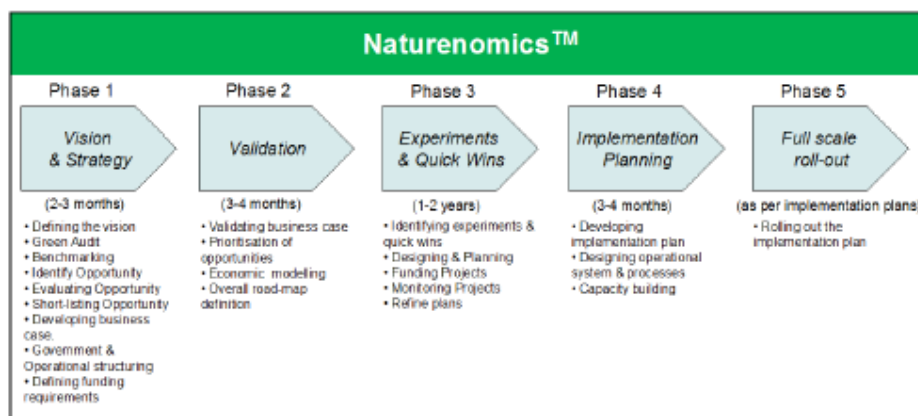 Naturenomics™
Phase 1
Vision
& Strategy
(2-3 months)
• Defining the vision
• Green Audit
• Benchmarking
• Identify Opportunity
• Evaluating Opportunity
• Short-listing Opportunity
• Developing business
case.
• Government &
Operational structuring
• Defining funding
requirements
Phase 2
Validation
(3-4 months)
• Validating business case
• Prioritisation of
opportunities
• Economic modelling
• Overall road-map
definition
Phase 3
Experiments
& Quick Wins
(1-2 years)
• Identifying experiments &
quick wins
• Designing & Planning
• Funding Projects
• Monitoring Projects
• Refine plans
Phase 4
Implementation
Planning
(3-4 months)
• Developing
implementation plan
• Designing operational
system & processes
• Capacity building
Phase 5
Full scale
roll-out
(as per implementation plans)
• Rolling out the
implementation plan